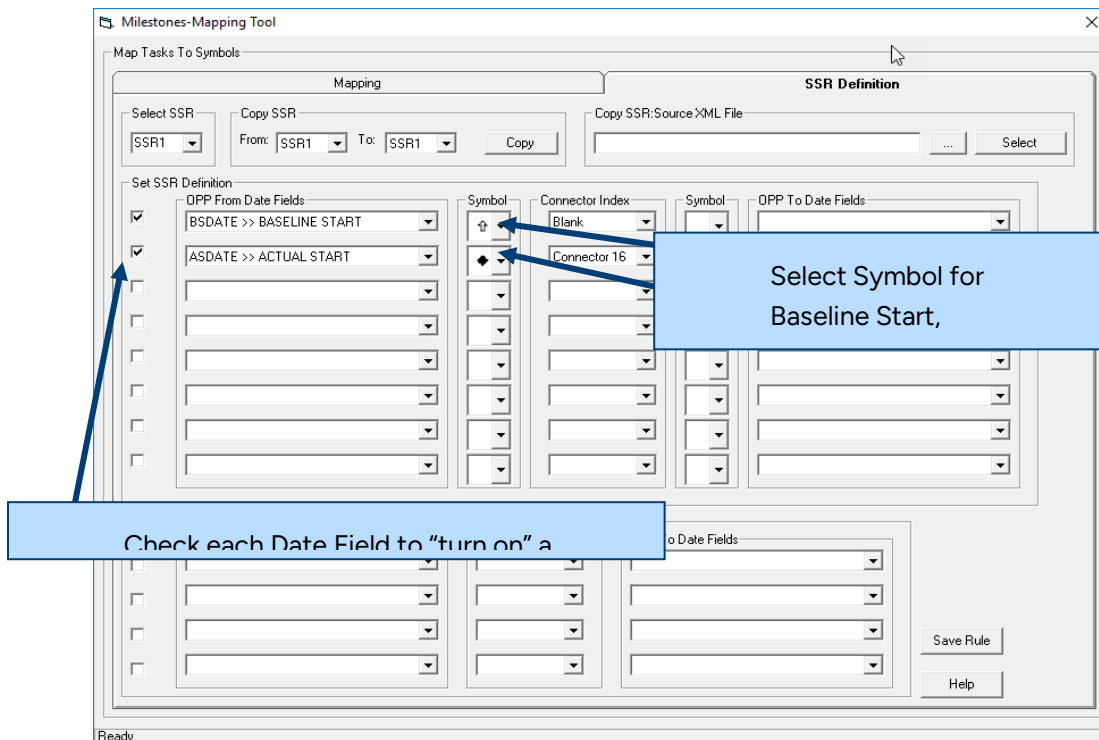 Milestones-Mapping Tool
Map Tasks To Symbols
Mapping
SSR Definition
Select SSR
Copy SSR
Copy SSR:Source XML File
SSR1
From: SSR1 To: SSR1 Copy
... Select
Set SSR Definition
OPP From Date Fields
Symbol
Connector Index
Symbol
OPP To Date Fields
BSDATE >> BASELINE START
Blank
ASDATE >> ACTUAL START
Connector 16
Select Symbol for
Baseline Start,
Check each Date Field to “turn on” a
o Date Fields
Save Rule
Help
Ready